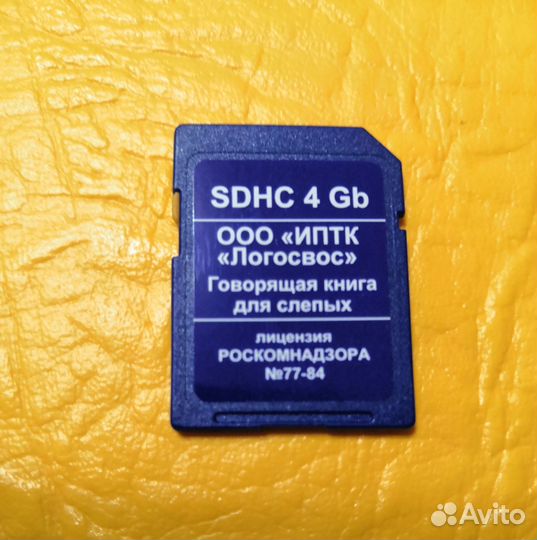 SDHC 4 Gb
ООО «ИПТК
«Логосвос»
Говорящая книга
для слепых
лицензия
РОСКОМНАДЗОРА
№77-84
Avito